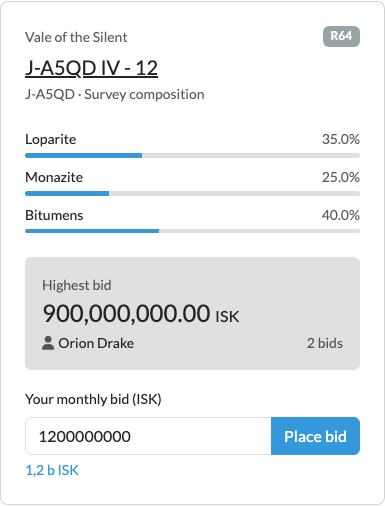 Vale of the Silent R64
J-A5QD IV - 12
J-A5QD · Survey composition
Loparite 35.0%
Monazite 25.0%
Bitumens 40.0%
Highest bid
900,000,000.00 ISK
Orion Drake 2 bids
Your monthly bid (ISK)
1200000000 Place bid
1,2 b ISK